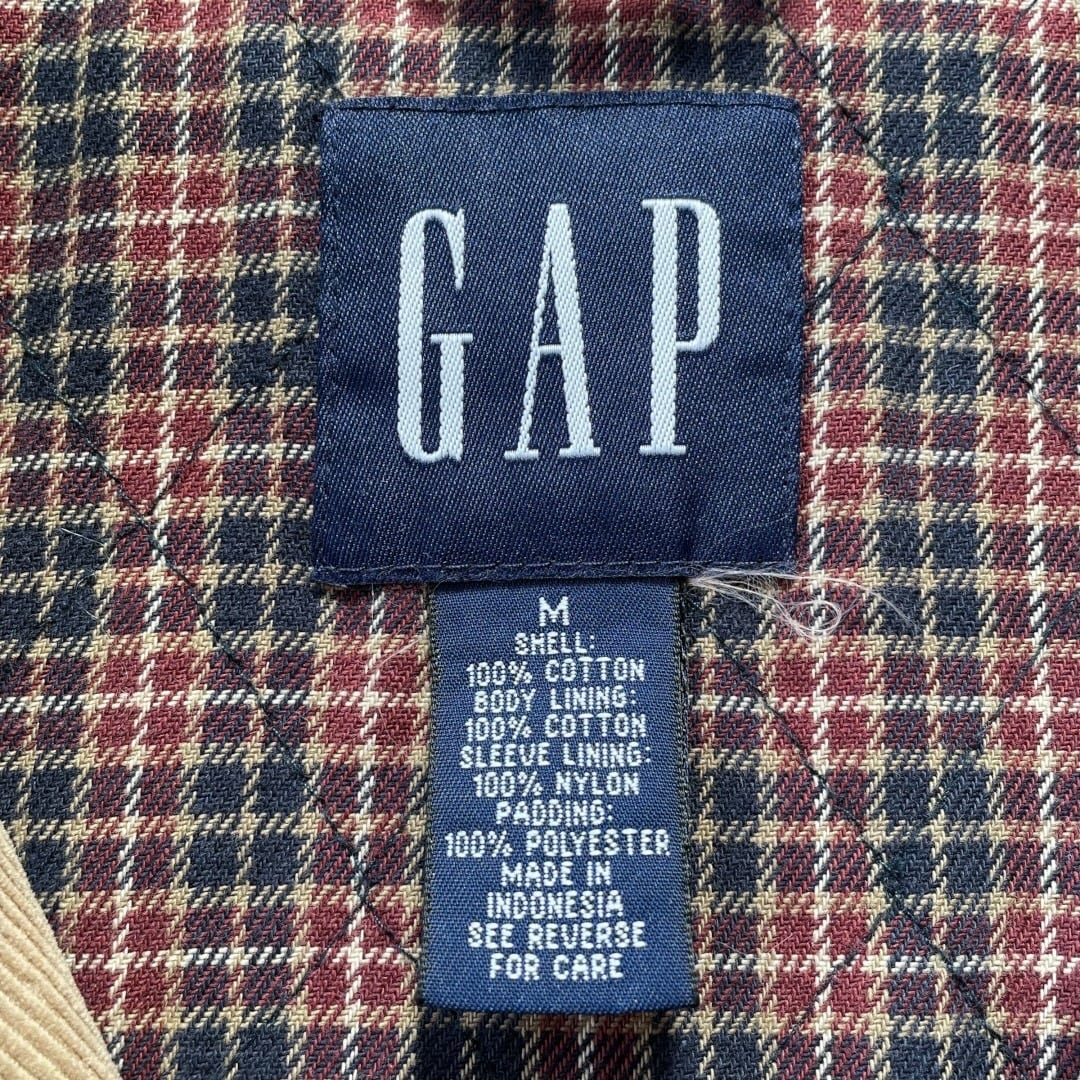 GAP
M
SHELL:
100% COTTON
BODY LINING:
100% COTTON
SLEEVE LINING:
100% NYLON
PADDING:
100% POLYESTER
MADE IN
INDONESIA
SEE REVERSE
FOR CARE